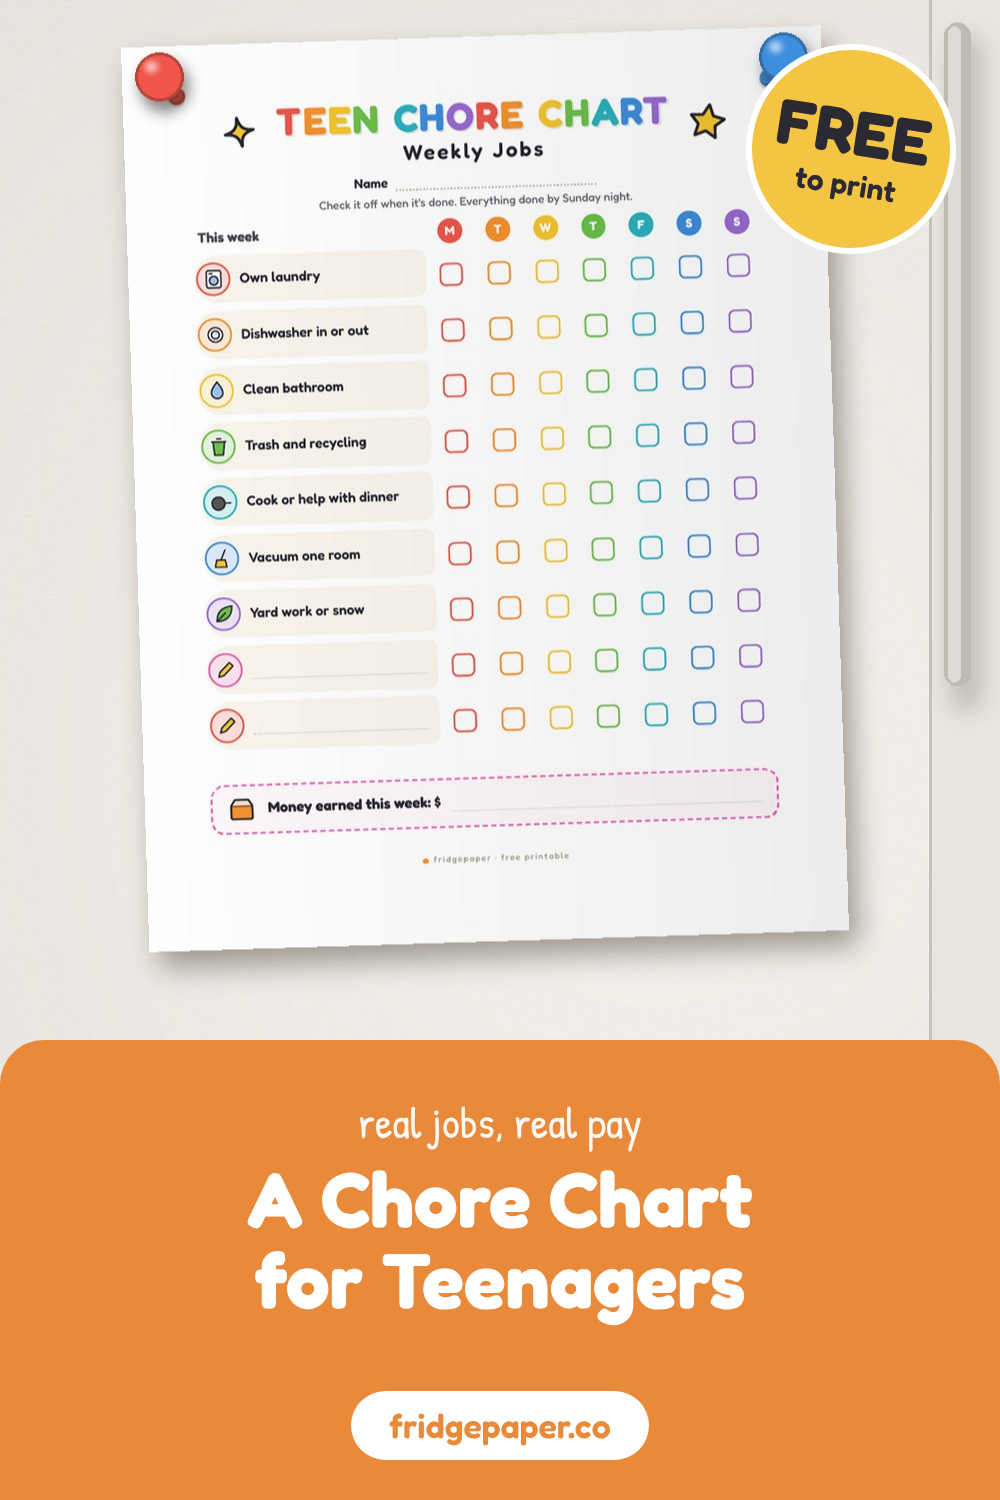 FREE
to print
TEEN CHORE CHART
Weekly Jobs
Name
Check it off when it's done. Everything done by Sunday night.
This week M T W T F S S
Own laundry
Dishwasher in or out
Clean bathroom
Trash and recycling
Cook or help with dinner
Vacuum one room
Yard work or snow
Money earned this week: $
fridgepaper · free printable
real jobs, real pay
A Chore Chart
for Teenagers
fridgepaper.co